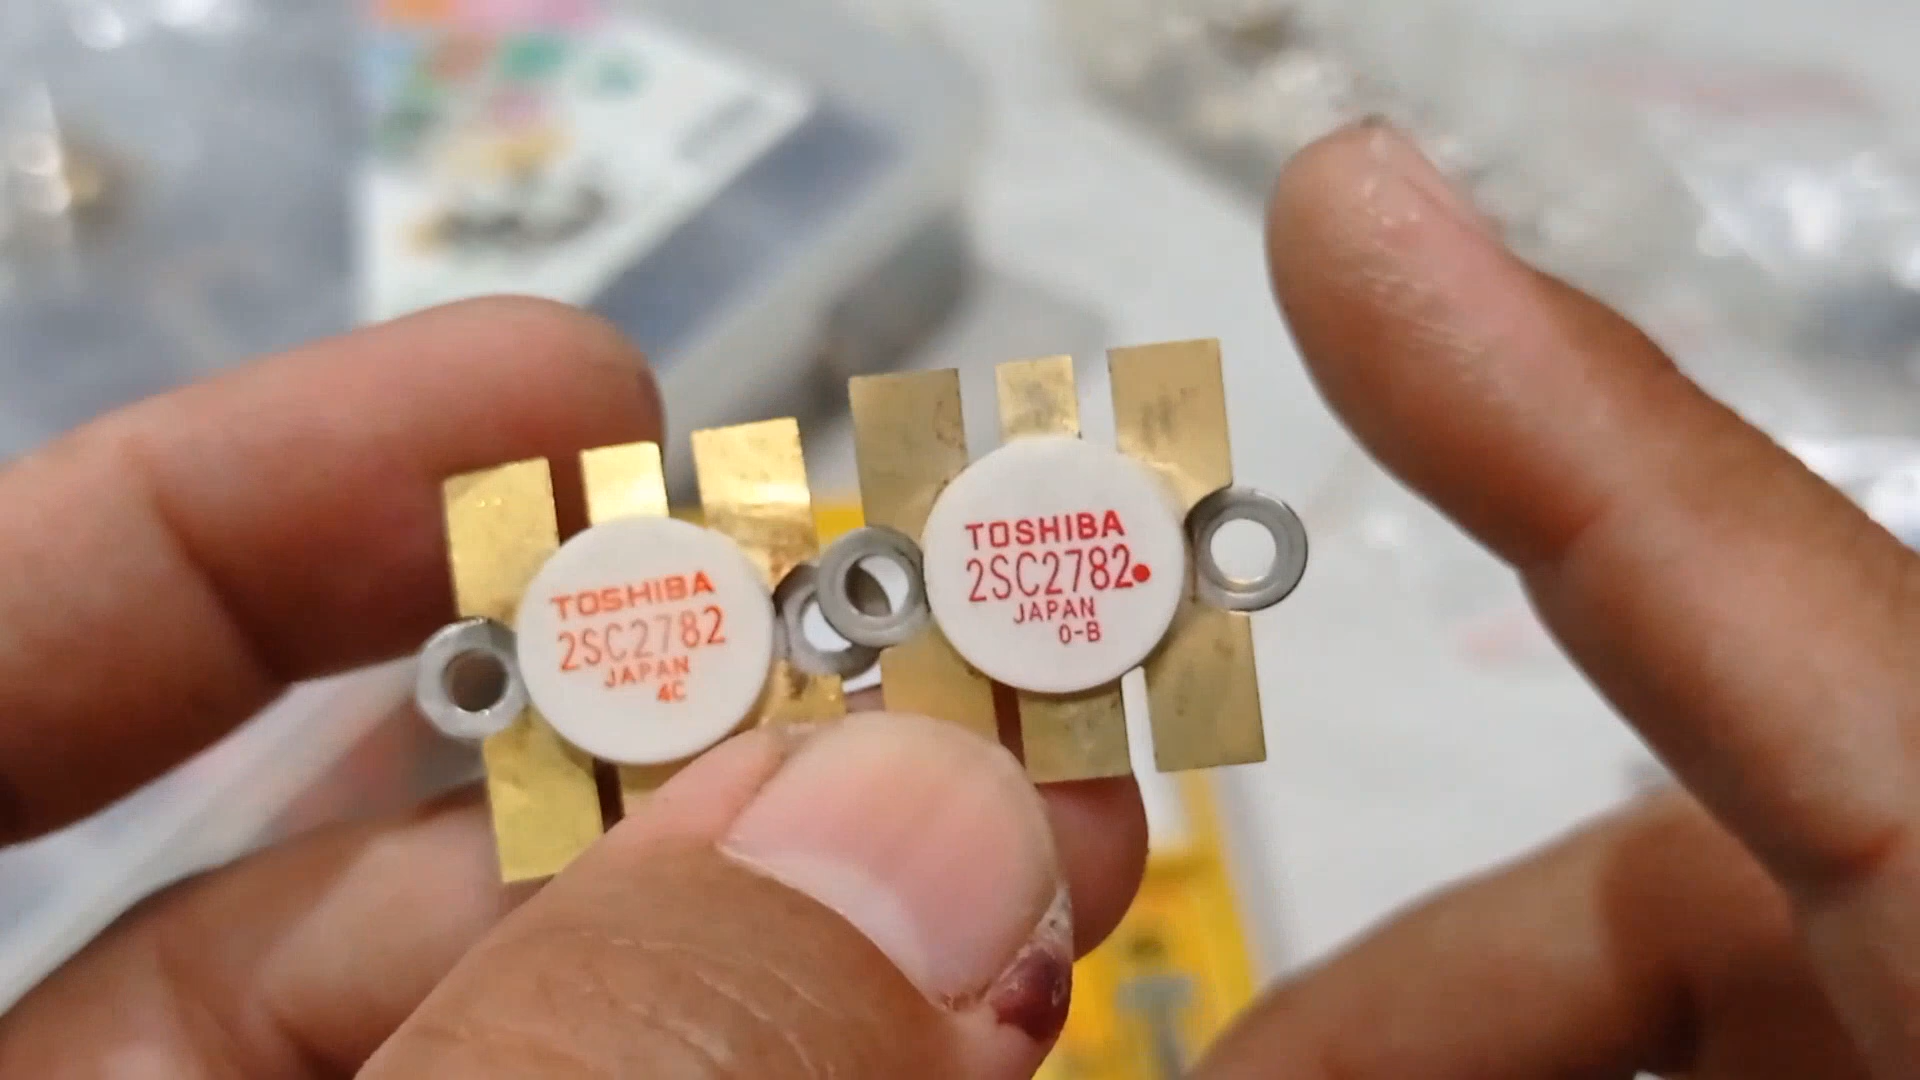 TOSHIBA
2SC2782
JAPAN
4C
TOSHIBA
2SC2782•
JAPAN
0-B